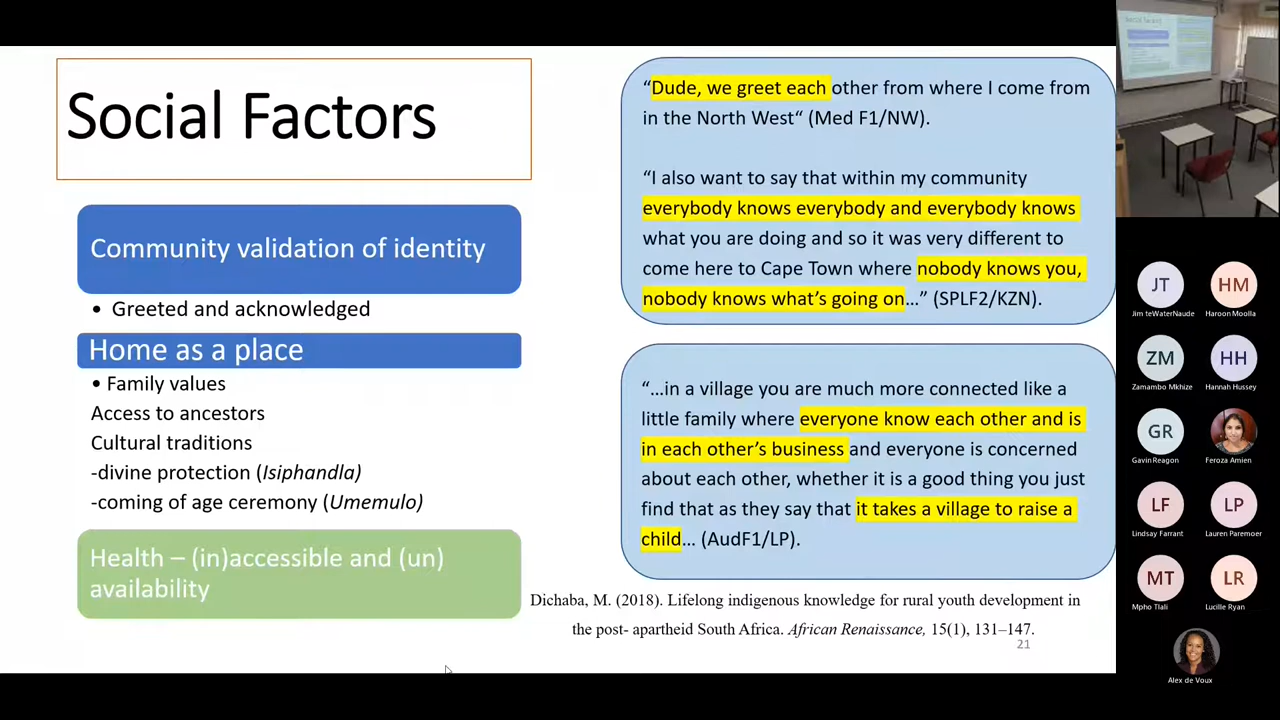 Social Factors
Community validation of identity
• Greeted and acknowledged
Home as a place
• Family values
Access to ancestors
Cultural traditions
-divine protection (Isiphandla)
-coming of age ceremony (Umemulo)
Health – (in)accessible and (un)
availability
“Dude, we greet each other from where I come from
in the North West“ (Med F1/NW).
“I also want to say that within my community
everybody knows everybody and everybody knows
what you are doing and so it was very different to
come here to Cape Town where nobody knows you,
nobody knows what’s going on…” (SPLF2/KZN).
“…in a village you are much more connected like a
little family where everyone know each other and is
in each other’s business and everyone is concerned
about each other, whether it is a good thing you just
find that as they say that it takes a village to raise a
child… (AudF1/LP).
Dichaba, M. (2018). Lifelong indigenous knowledge for rural youth development in
the post- apartheid South Africa. African Renaissance, 15(1), 131–147.
21
JT
HM
Jim teWaterNaude
Haroon Moolla
ZM
HH
Zamambo Mkhize
Hannah Hussey
GR
Gavin Reagon
Feroza Amien
LF
LP
Lindsay Farrant
Lauren Paremoer
MT
LR
Mpho Tlali
Lucille Ryan
Alex de Voux